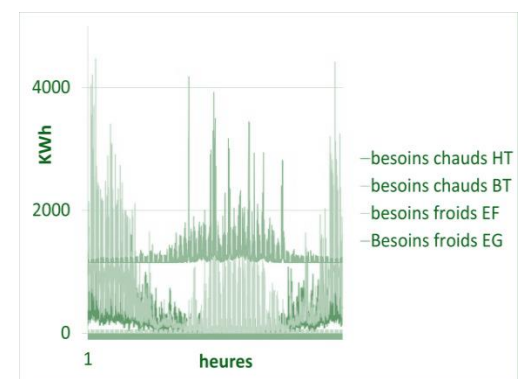 4000
2000
0
KWh
1
heures
besoins chauds HT
besoins chauds BT
besoins froids EF
Besoins froids EG